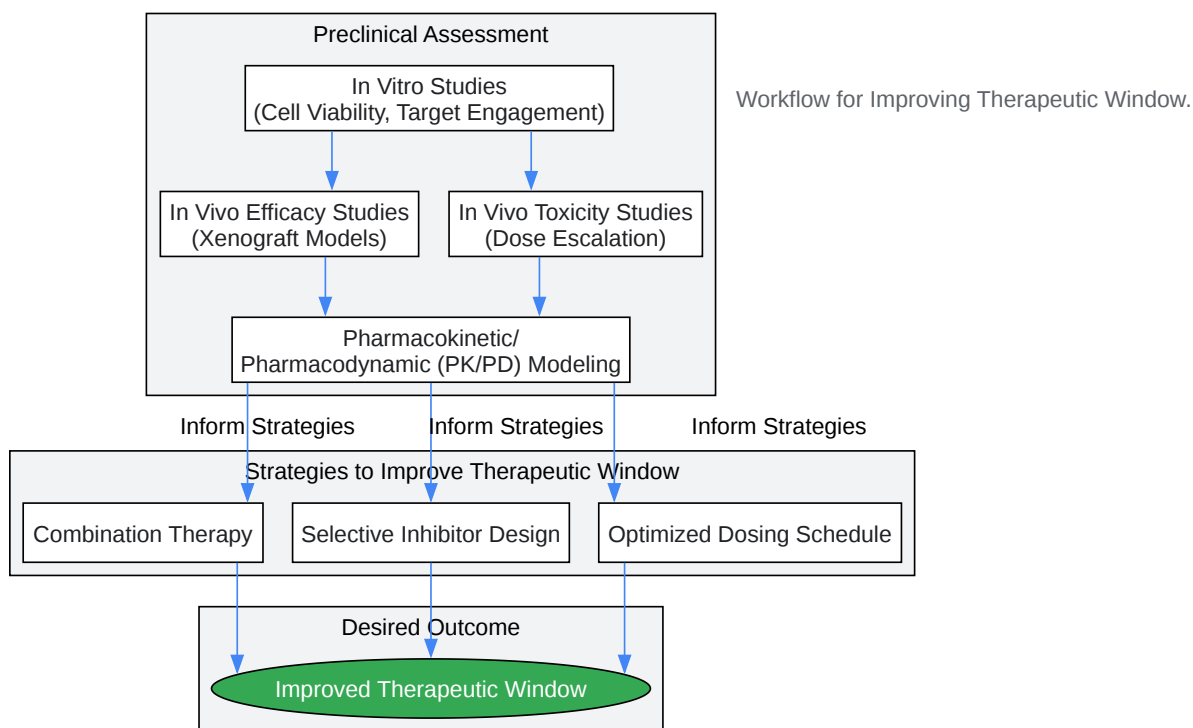 Preclinical Assessment
In Vitro Studies
(Cell Viability, Target Engagement)
Workflow for Improving Therapeutic Window.
In Vivo Efficacy Studies
(Xenograft Models)
In Vivo Toxicity Studies
(Dose Escalation)
Pharmacokinetic/
Pharmacodynamic (PK/PD) Modeling
Inform Strategies
Inform Strategies
Inform Strategies
Strategies to Improve Therapeutic Window
Combination Therapy
Selective Inhibitor Design
Optimized Dosing Schedule
Desired Outcome
Improved Therapeutic Window